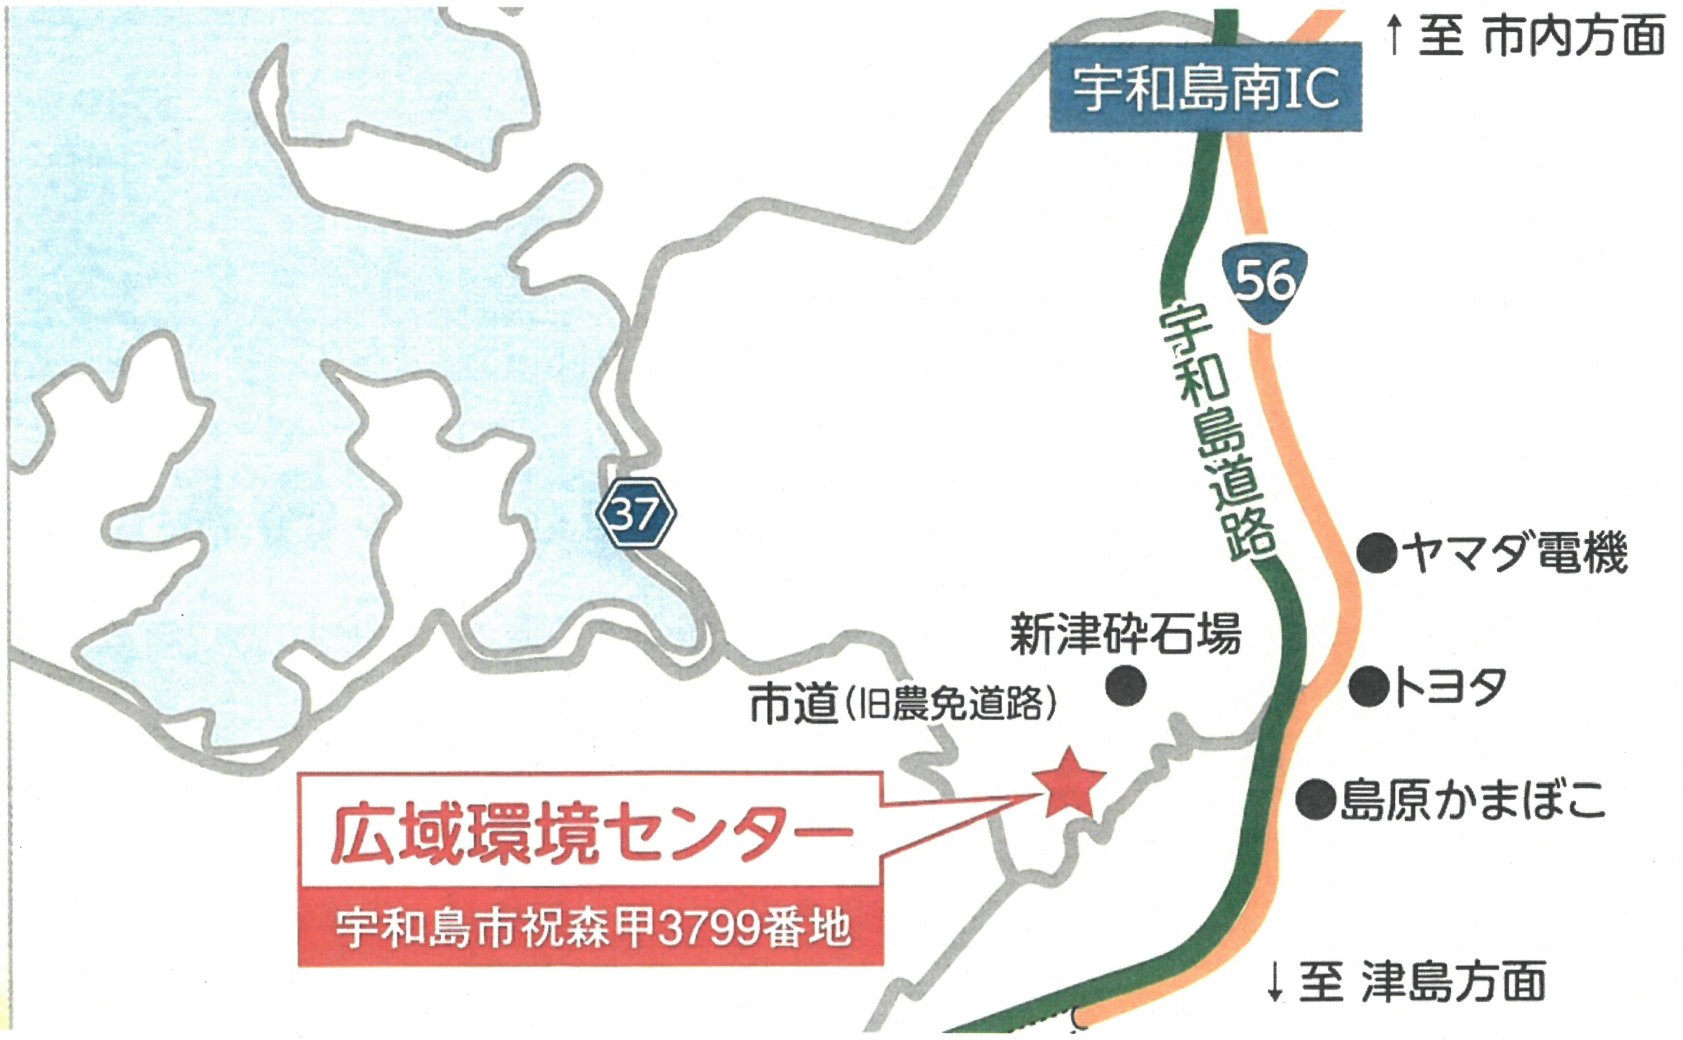 ↑至 市内方面
宇和島南IC
56
宇和島道路
37
●ヤマダ電機
新津砕石場
●トヨタ
市道(旧農免道路)
●島原かまぼこ
広域環境センター
宇和島市祝森甲3799番地
↓至 津島方面